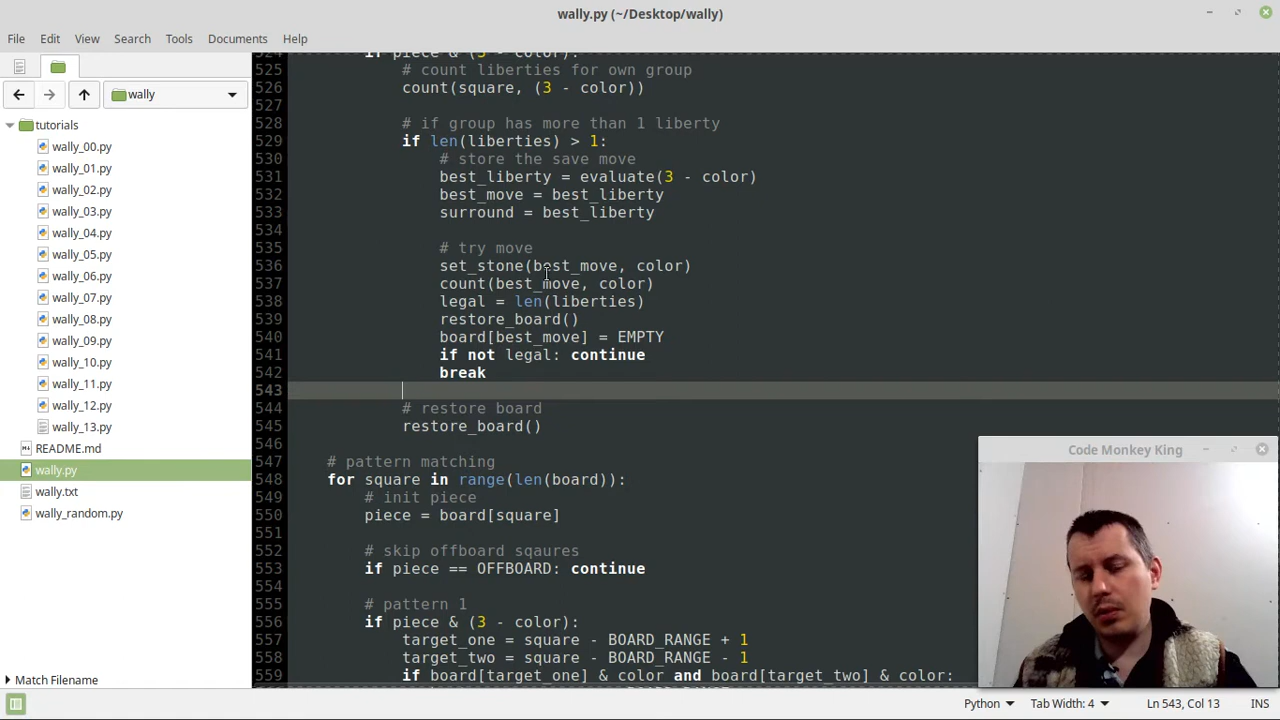 wally.py (~/Desktop/wally)
File Edit View Search Tools Documents Help
wally
tutorials
wally_00.py
wally_01.py
wally_02.py
wally_03.py
wally_04.py
wally_05.py
wally_06.py
wally_07.py
wally_08.py
wally_09.py
wally_10.py
wally_11.py
wally_12.py
wally_13.py
README.md
wally.py
wally.txt
wally_random.py
Match Filename
524 if piece & (3 - color):
525 # count liberties for own group
526 count(square, (3 - color))
527
528 # if group has more than 1 liberty
529 if len(liberties) > 1:
530 # store the save move
531 best_liberty = evaluate(3 - color)
532 best_move = best_liberty
533 surround = best_liberty
534
535 # try move
536 set_stone(best_move, color)
537 count(best_move, color)
538 legal = len(liberties)
539 restore_board()
540 board[best_move] = EMPTY
541 if not legal: continue
542 break
543
544 # restore board
545 restore_board()
546
547 # pattern matching
548 for square in range(len(board)):
549 # init piece
550 piece = board[square]
551
552 # skip offboard sqaures
553 if piece == OFFBOARD: continue
554
555 # pattern 1
556 if piece & (3 - color):
557 target_one = square - BOARD_RANGE + 1
558 target_two = square - BOARD_RANGE - 1
559 if board[target_one] & color and board[target_two] & color:
Code Monkey King
Python Tab Width: 4 Ln 543, Col 13 INS